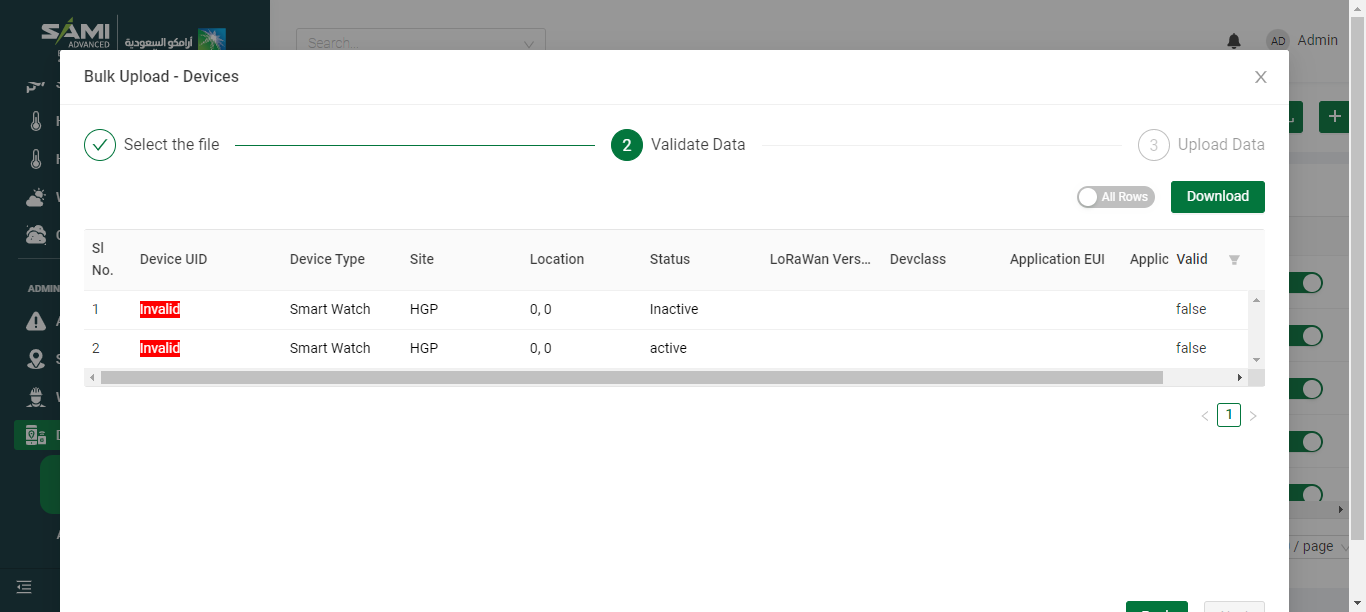 SAMI
ADVANCED
أرامكو السعودية
Search...
AD Admin
Bulk Upload - Devices
Select the file
2 Validate Data
3 Upload Data
All Rows
Download
Sl No. Device UID Device Type Site Location Status LoRaWan Vers... Devclass Application EUI Applic Valid
1 Invalid Smart Watch HGP 0, 0 Inactive false
2 Invalid Smart Watch HGP 0, 0 active false
1
ADMIN
/ page